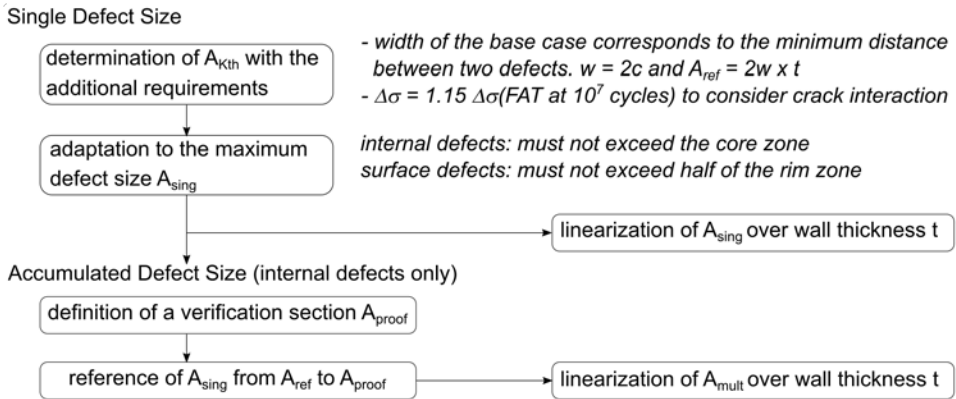 Single Defect Size
determination of A_Kth with the
additional requirements
- width of the base case corresponds to the minimum distance
between two defects. w = 2c and A_ref = 2w x t
- Δσ = 1.15 Δσ(FAT at 10⁷ cycles) to consider crack interaction
adaptation to the maximum
defect size A_sing
internal defects: must not exceed the core zone
surface defects: must not exceed half of the rim zone
linearization of A_sing over wall thickness t
Accumulated Defect Size (internal defects only)
definition of a verification section A_proof
reference of A_sing from A_ref to A_proof
linearization of A_mult over wall thickness t